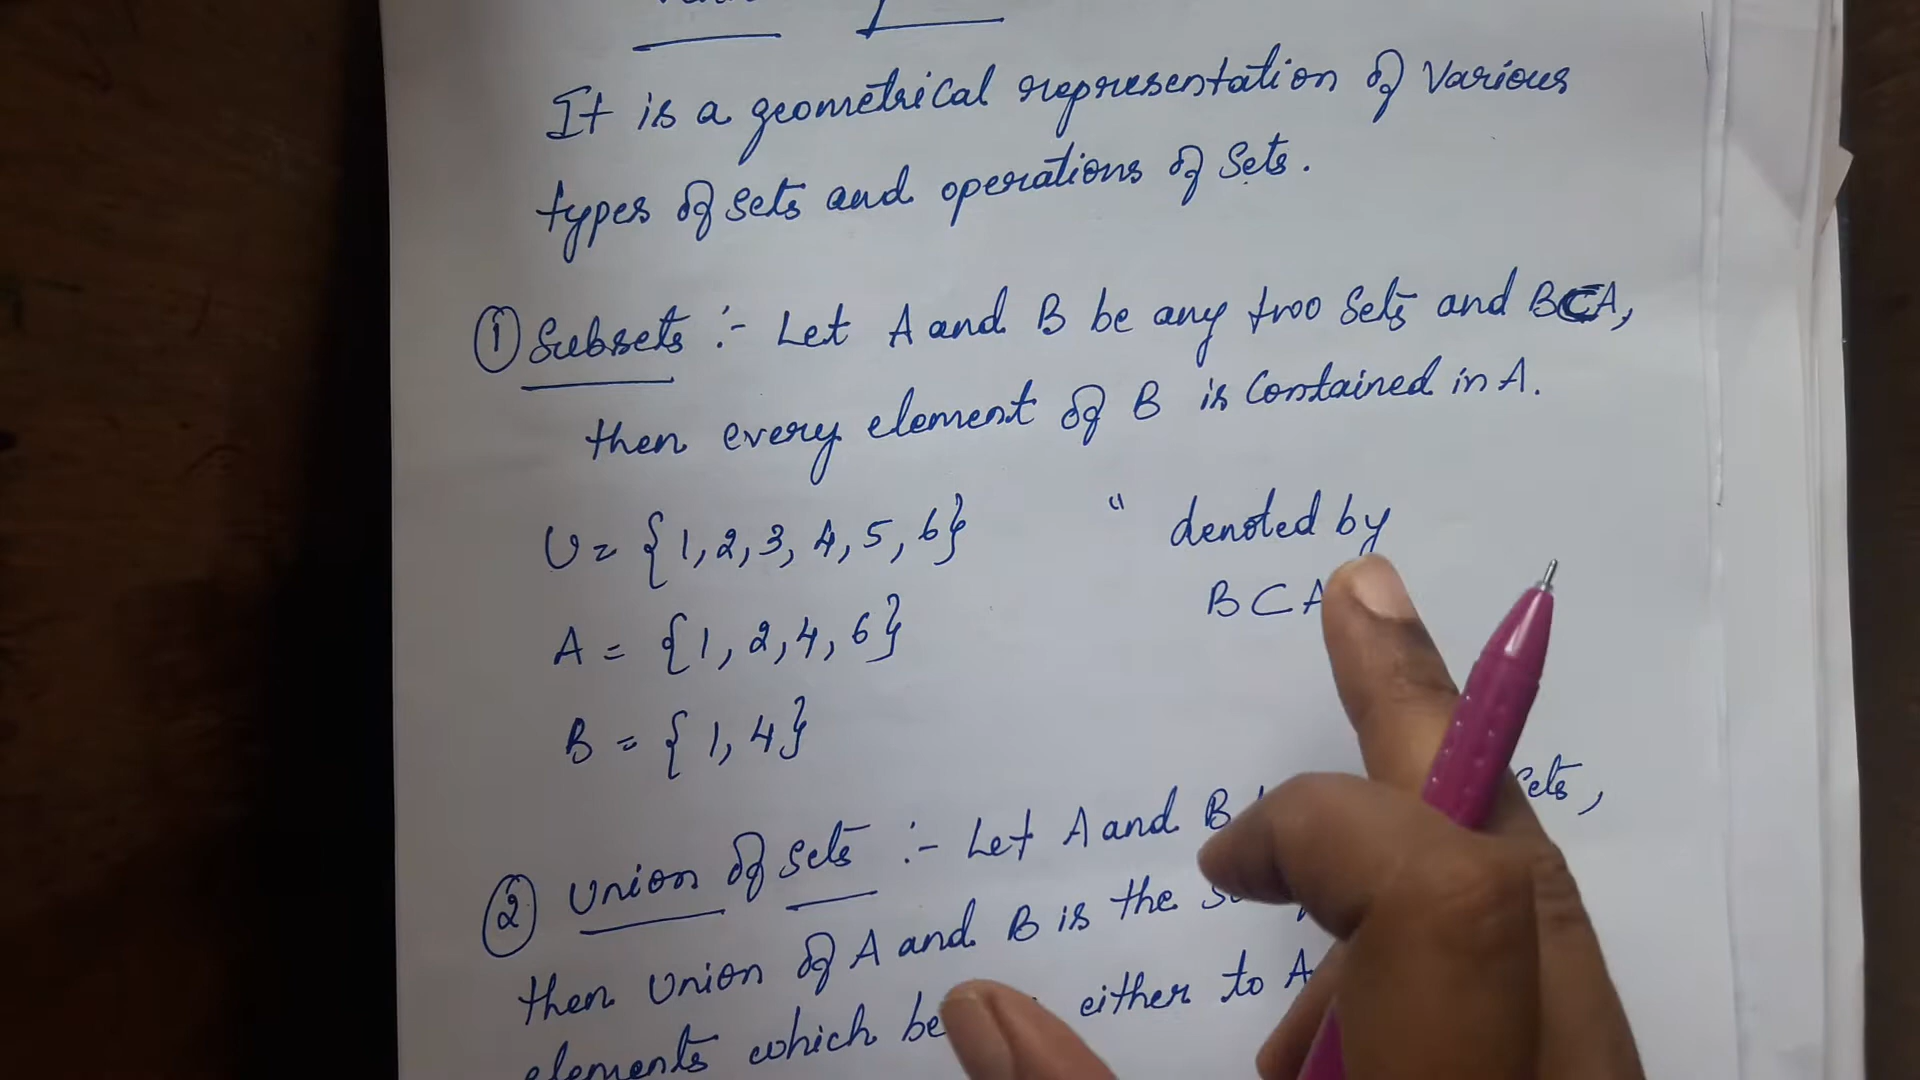 It is a geometrical representation of various
types of sets and operations of sets.
① Subsets :- Let A and B be any two sets and B⊂A,
then every element of B is contained in A.
U = {1, 2, 3, 4, 5, 6} " denoted by
A = {1, 2, 4, 6} B ⊂ A
B = {1, 4}
② Union of sets :- Let A and B sets,
then union of A and B is the
elements which either to A